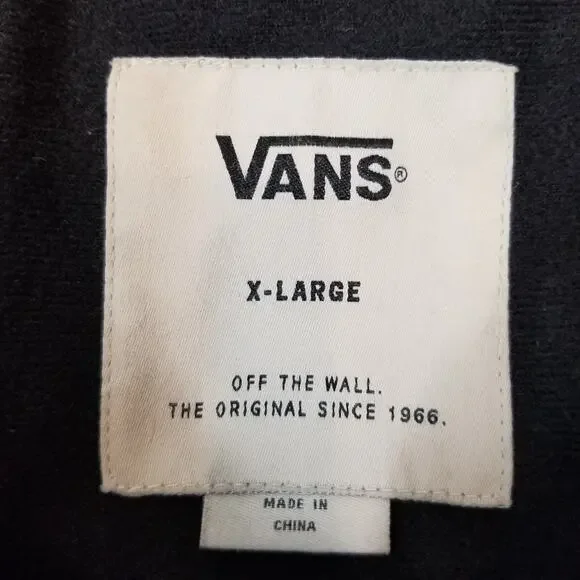 VANS®
X-LARGE
OFF THE WALL.
THE ORIGINAL SINCE 1966.
MADE IN
CHINA